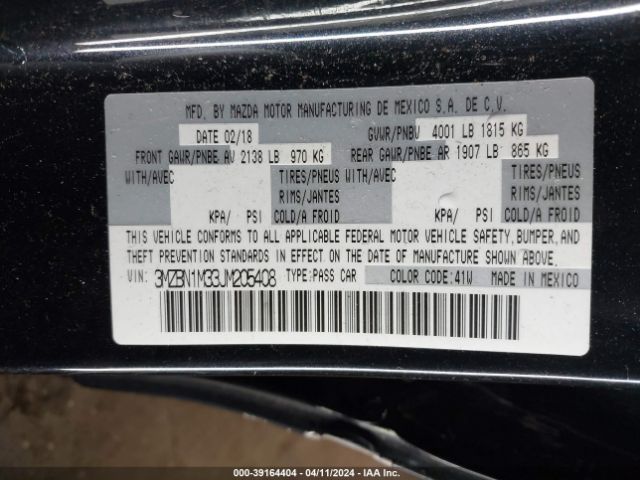 MFD. BY MAZDA MOTOR MANUFACTURING DE MEXICO S.A. DE C.V.
DATE 02/18 GVWR/PNBV 4001 LB 1815 KG
FRONT GAWR/PNBE AV 2138 LB 970 KG REAR GAWR/PNBE AR 1907 LB 865 KG
WITH/AVEC TIRES/PNEUS WITH/AVEC TIRES/PNEUS
RIMS/JANTES RIMS/JANTES
KPA/ PSI COLD/A FROID KPA/ PSI COLD/A FROID
THIS VEHICLE CONFORMS TO ALL APPLICABLE FEDERAL MOTOR VEHICLE SAFETY, BUMPER, AND
THEFT PREVENTION STANDARDS IN EFFECT ON THE DATE OF MANUFACTURE SHOWN ABOVE.
VIN: 3MZBN1M33JM205408 TYPE:PASS CAR COLOR CODE:41W MADE IN MEXICO
000-39164404 - 04/11/2024 - IAA Inc.